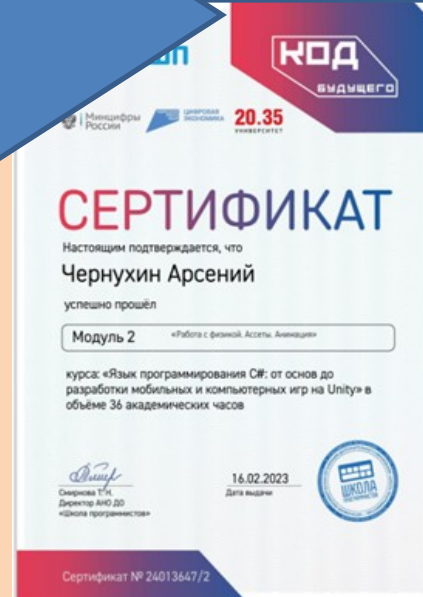 КОД
БУДУЩЕГО
Минцифры
России
ЦИФРОВАЯ
ЭКОНОМИКА
20.35
УНИВЕРСИТЕТ
СЕРТИФИКАТ
Настоящим подтверждается, что
Чернухин Арсений
успешно прошёл
Модуль 2 «Работа с физикой. Ассеты. Анимация»
курса: «Язык программирования C#: от основ до
разработки мобильных и компьютерных игр на Unity» в
объёме 36 академических часов
Смирнова Т. Н.
Директор АНО ДО
«Школа программистов»
16.02.2023
Дата выдачи
ШКОЛА
ПРОГРАММИСТОВ
Сертификат № 24013647/2